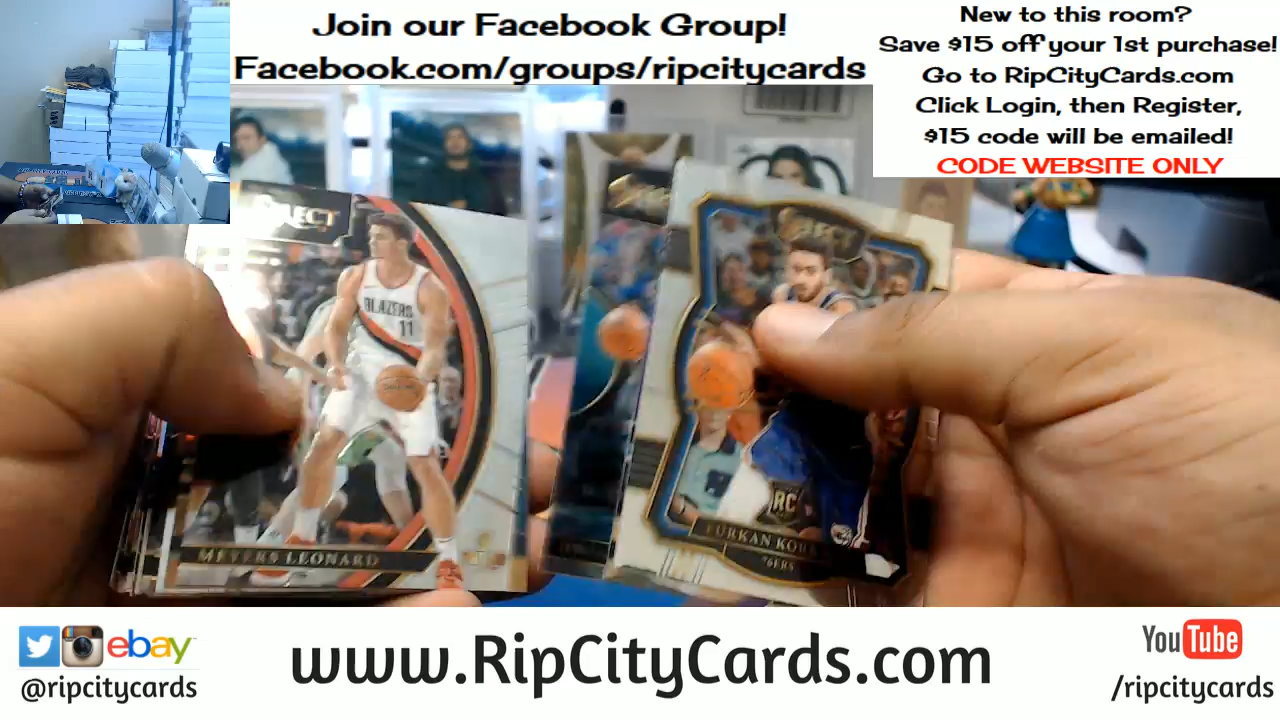 Join our Facebook Group!
Facebook.com/groups/ripcitycards
New to this room?
Save $15 off your 1st purchase!
Go to RipCityCards.com
Click Login, then Register,
$15 code will be emailed!
CODE WEBSITE ONLY
SELECT
BLAZERS
11
MEYERS LEONARD
SELECT
RC
FURKAN
76ERS
ebay
@ripcitycards
www.RipCityCards.com
YouTube
/ripcitycards